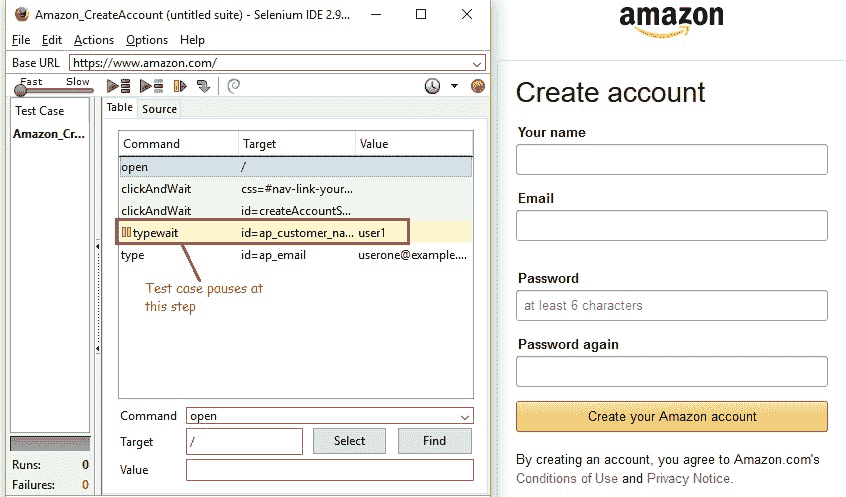 Amazon_CreateAccount (untitled suite) - Selenium IDE 2.9...
File Edit Actions Options Help
Base URL https://www.amazon.com/
Fast Slow
Test Case
Amazon_Cr...
Table Source
Command Target Value
open /
clickAndWait css=#nav-link-your...
clickAndWait id=createAccountS...
typewait id=ap_customer_na... user1
type id=ap_email userone@example....
Test case pauses at
this step
Command open
Target / Select Find
Value
Runs: 0
Failures: 0
amazon
Create account
Your name
Email
Password
at least 6 characters
Password again
Create your Amazon account
By creating an account, you agree to Amazon.com's
Conditions of Use and Privacy Notice.